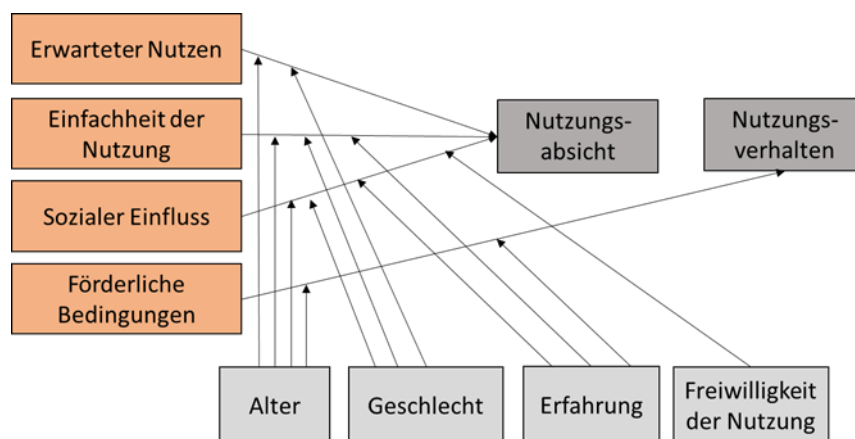 Erwarteter Nutzen
Einfachheit der
Nutzung
Sozialer Einfluss
Förderliche
Bedingungen
Nutzungs-
absicht
Nutzungs-
verhalten
Alter
Geschlecht
Erfahrung
Freiwilligkeit
der Nutzung